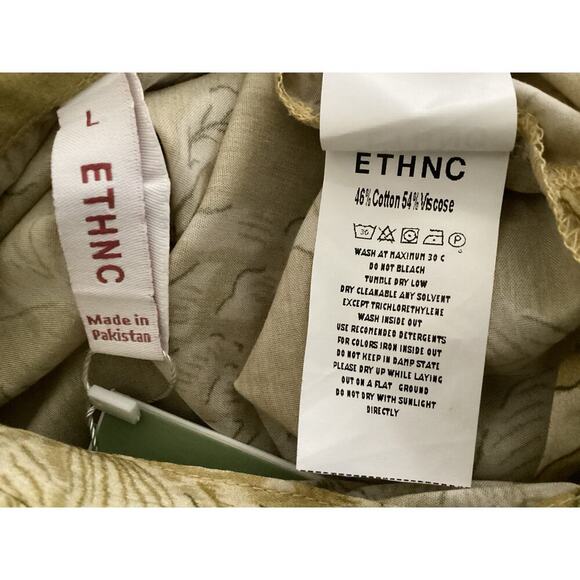 L
ETHNC
Made in
Pakistan
ETHNC
46% Cotton 54% Viscose
30 P
WASH AT MAXIMUM 30 C
DO NOT BLEACH
TUMBLE DRY LOW
DRY CLEANABLE ANY SOLVENT
EXCEPT TRICHLORETHYLENE
WASH INSIDE OUT
USE RECOMENDED DETERGENTS
FOR COLORS IRON INSIDE OUT
DO NOT KEEP IN DAMP STATE
PLEASE DRY UP WHILE LAYING
OUT ON A FLAT GROUND
DO NOT DRY WITH SUNLIGHT
DIRECTLY